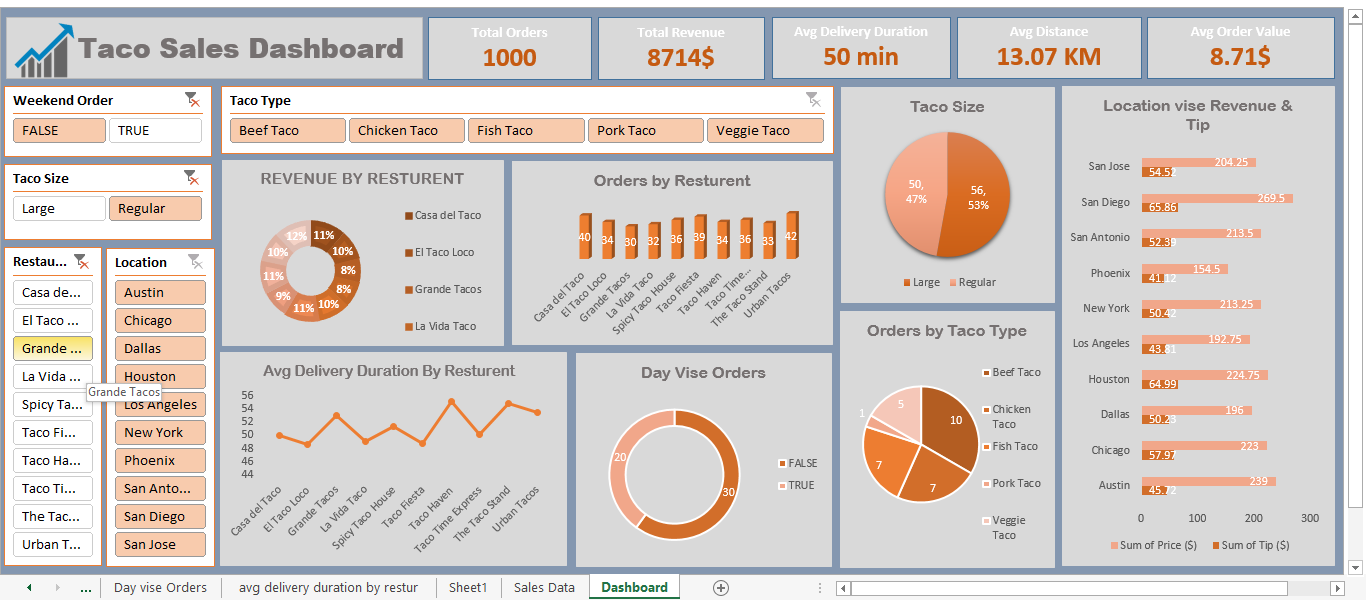 Taco Sales Dashboard
Total Orders
1000
Total Revenue
8714$
Avg Delivery Duration
50 min
Avg Distance
13.07 KM
Avg Order Value
8.71$
Weekend Order
FALSE
TRUE
Taco Size
Large
Regular
Restau...
Casa de...
El Taco ...
Grande ...
La Vida ...
Spicy Ta...
Taco Fi...
Taco Ha...
Taco Ti...
The Tac...
Urban T...
Grande Tacos
Location
Austin
Chicago
Dallas
Houston
Los Angeles
New York
Phoenix
San Anto...
San Diego
San Jose
Taco Type
Beef Taco
Chicken Taco
Fish Taco
Pork Taco
Veggie Taco
REVENUE BY RESTURENT
11%
10%
8%
8%
10%
11%
9%
11%
10%
12%
Casa del Taco
El Taco Loco
Grande Tacos
La Vida Taco
Orders by Resturent
40
34
30
32
36
39
34
36
33
42
Casa del Taco
El Taco Loco
Grande Tacos
La Vida Taco
Spicy Taco House
Taco Fiesta
Taco Haven
Taco Time...
The Taco Stand
Urban Tacos
Avg Delivery Duration By Resturent
56
54
52
50
48
46
44
Casa del Taco
El Taco Loco
Grande Tacos
La Vida Taco
Spicy Taco House
Taco Fiesta
Taco Haven
Taco Time Express
The Taco Stand
Urban Tacos
Day Vise Orders
20
30
FALSE
TRUE
Taco Size
50,
47%
56,
53%
Large
Regular
Orders by Taco Type
10
7
7
1
5
Beef Taco
Chicken
Taco
Fish Taco
Pork Taco
Veggie
Taco
Location vise Revenue &
Tip
San Jose
204.25
54.52
San Diego
269.5
65.86
San Antonio
213.5
52.39
Phoenix
154.5
41.12
New York
213.25
50.42
Los Angeles
192.75
43.81
Houston
224.75
64.99
Dallas
196
50.23
Chicago
223
57.97
Austin
239
45.72
0
100
200
300
Sum of Price ($)
Sum of Tip ($)
...
Day vise Orders
avg delivery duration by restur
Sheet1
Sales Data
Dashboard